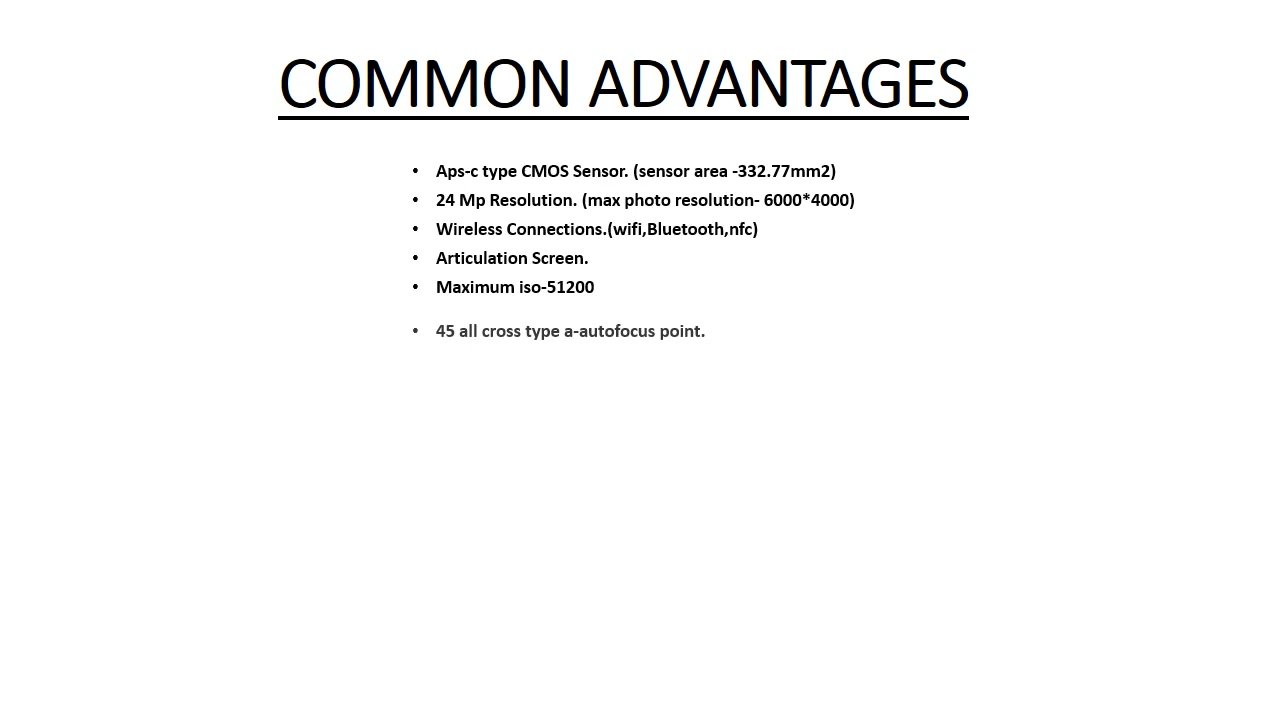 COMMON ADVANTAGES
• Aps-c type CMOS Sensor. (sensor area -332.77mm2)
• 24 Mp Resolution. (max photo resolution- 6000*4000)
• Wireless Connections.(wifi,Bluetooth,nfc)
• Articulation Screen.
• Maximum iso-51200
• 45 all cross type a-autofocus point.